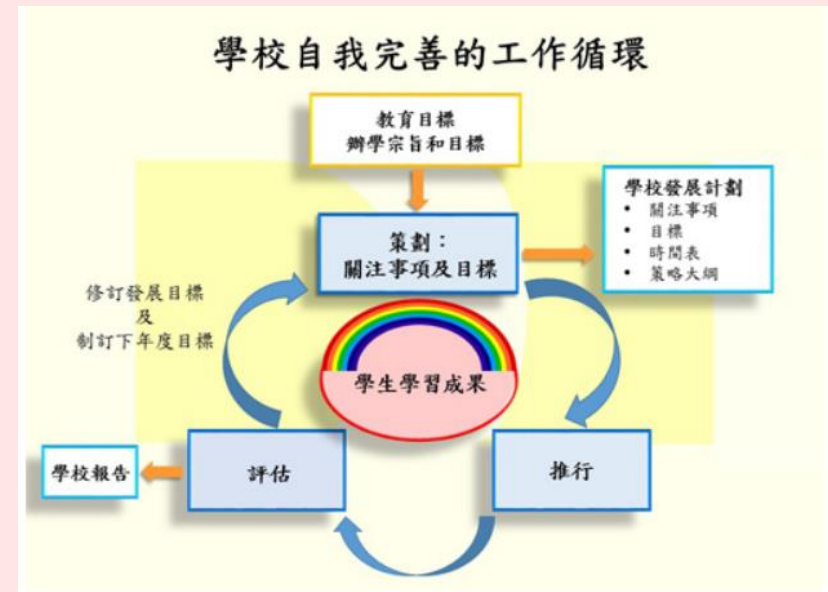 學校自我完善的工作循環
教育目標
辦學宗旨和目標
策劃：
關注事項及目標
學校發展計劃
• 關注事項
• 目標
• 時間表
• 策略大綱
修訂發展目標
及
制訂下年度目標
學生學習成果
學校報告
評估
推行